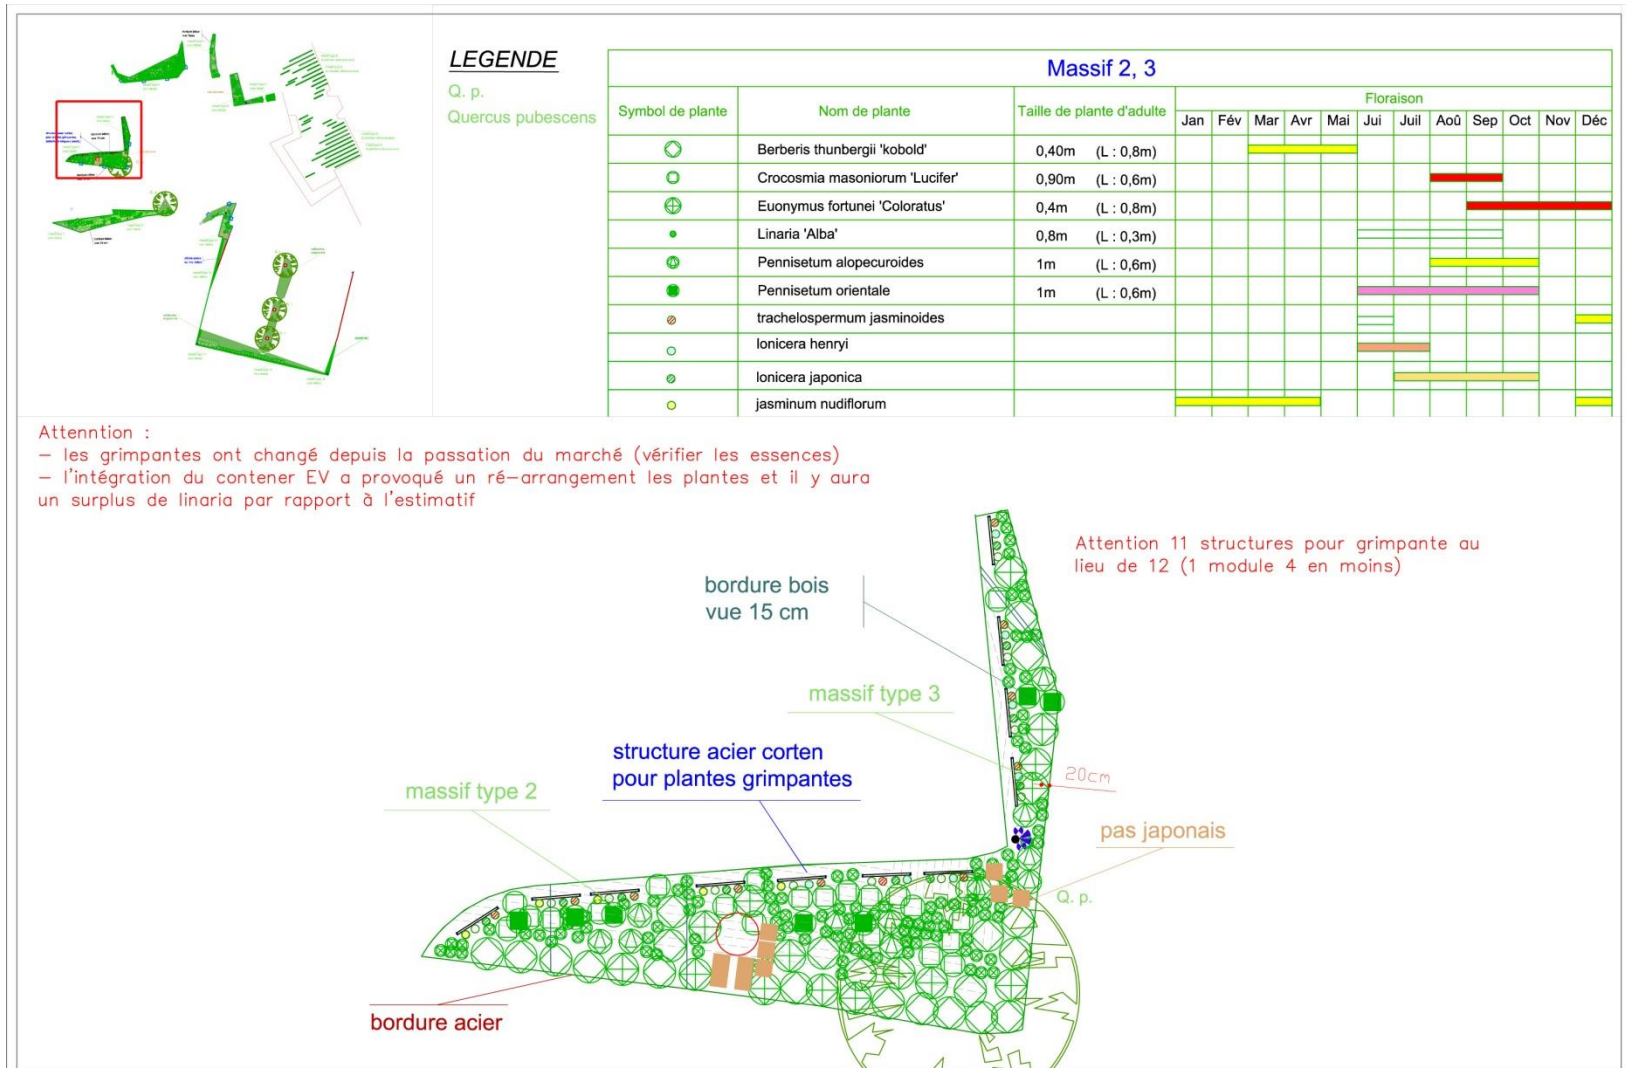 LEGENDE
Q. p.
Quercus pubescens
Massif 2, 3
Symbol de plante Nom de plante Taille de plante d'adulte Floraison
Jan Fév Mar Avr Mai Jui Juil Aoû Sep Oct Nov Déc
Berberis thunbergii 'kobold' 0,40m (L : 0,8m)
Crocosmia masoniorum 'Lucifer' 0,90m (L : 0,6m)
Euonymus fortunei 'Coloratus' 0,4m (L : 0,8m)
Linaria 'Alba' 0,8m (L : 0,3m)
Pennisetum alopecuroides 1m (L : 0,6m)
Pennisetum orientale 1m (L : 0,6m)
trachelospermum jasminoides
lonicera henryi
lonicera japonica
jasminum nudiflorum
Attenntion :
– les grimpantes ont changé depuis la passation du marché (vérifier les essences)
– l'intégration du contener EV a provoqué un ré-arrangement les plantes et il y aura
un surplus de linaria par rapport à l'estimatif
Attention 11 structures pour grimpante au
lieu de 12 (1 module 4 en moins)
bordure bois
vue 15 cm
massif type 3
structure acier corten
pour plantes grimpantes
massif type 2
20cm
pas japonais
Q. p.
bordure acier